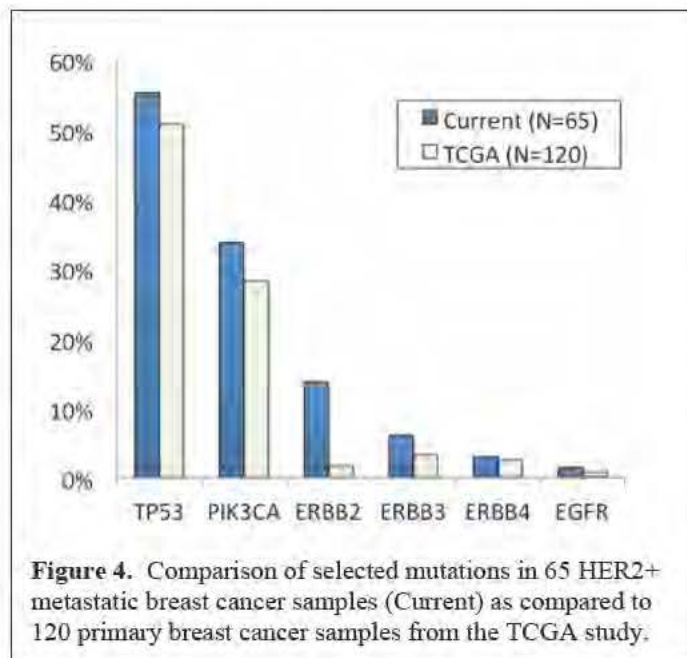 60%
50%
40%
30%
20%
10%
0%
Current (N=65)
TCGA (N=120)
TP53 PIK3CA ERBB2 ERBB3 ERBB4 EGFR
Figure 4. Comparison of selected mutations in 65 HER2+
metastatic breast cancer samples (Current) as compared to
120 primary breast cancer samples from the TCGA study.